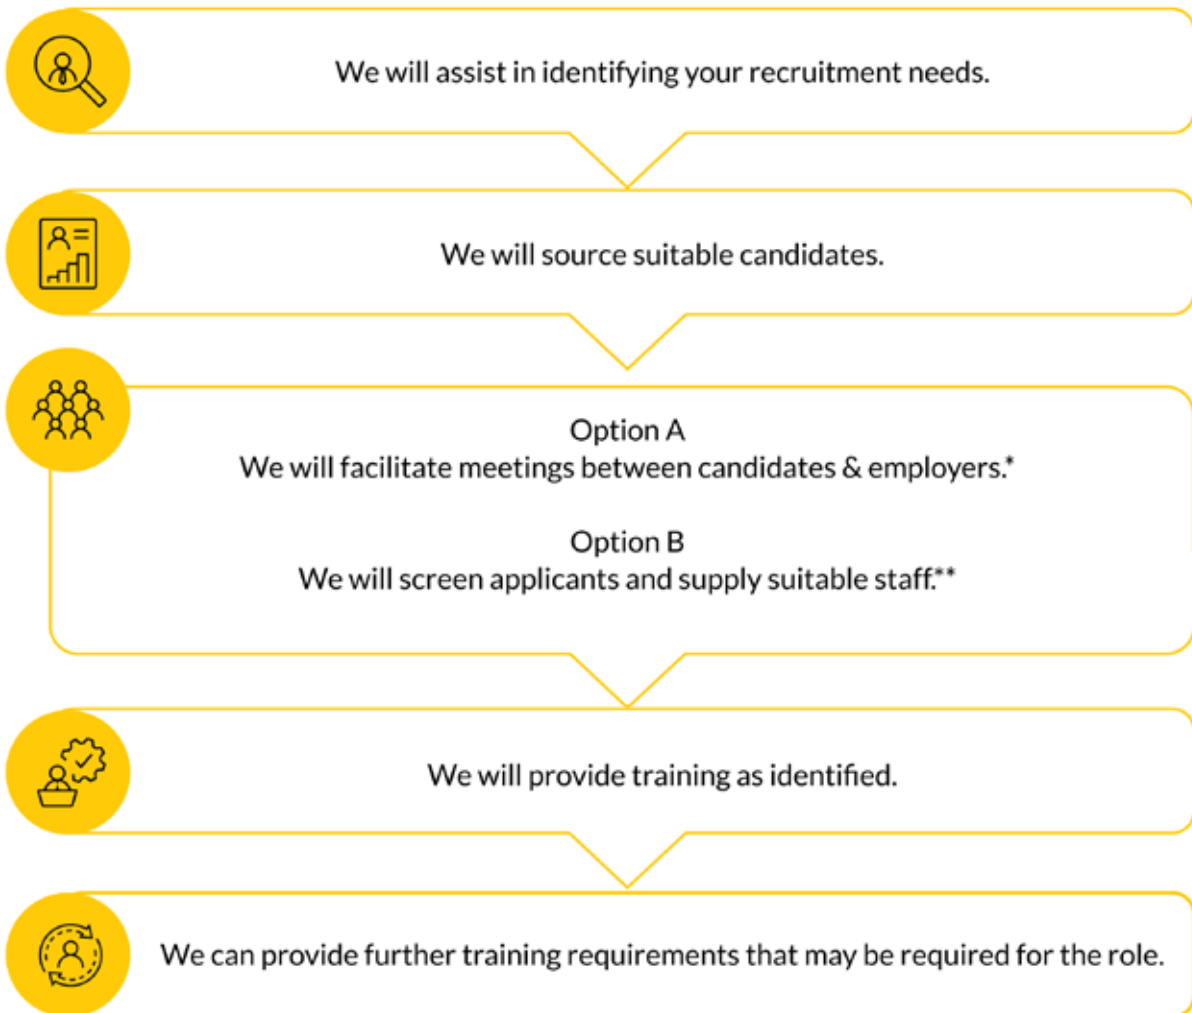 We will assist in identifying your recruitment needs.
We will source suitable candidates.
Option A
We will facilitate meetings between candidates & employers.*
Option B
We will screen applicants and supply suitable staff.**
We will provide training as identified.
We can provide further training requirements that may be required for the role.